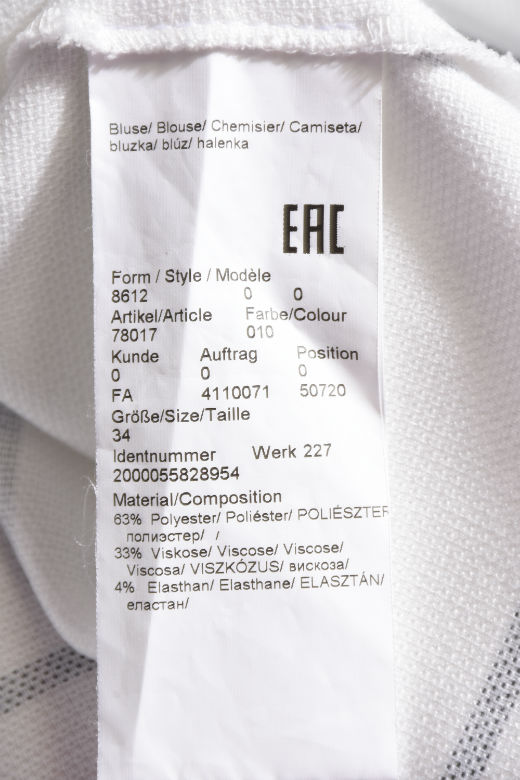 Bluse/ Blouse/ Chemisier/ Camiseta/
bluzka/ blúz/ halenka
EAC
Form / Style / Modèle
8612 0 0
Artikel/Article Farbe/Colour
78017 010
Kunde Auftrag Position
0 0 0
FA 4110071 50720
Größe/Size/Taille
34
Identnummer Werk 227
2000055828954
Material/Composition
63% Polyester/ Poliéster/ POLIÉSZTER
полиэстер/ /
33% Viskose/ Viscose/ Viscose/
Viscosa/ VISZKÓZUS/ вискоза/
4% Elasthan/ Elasthane/ ELASZTÁN/
еластан/